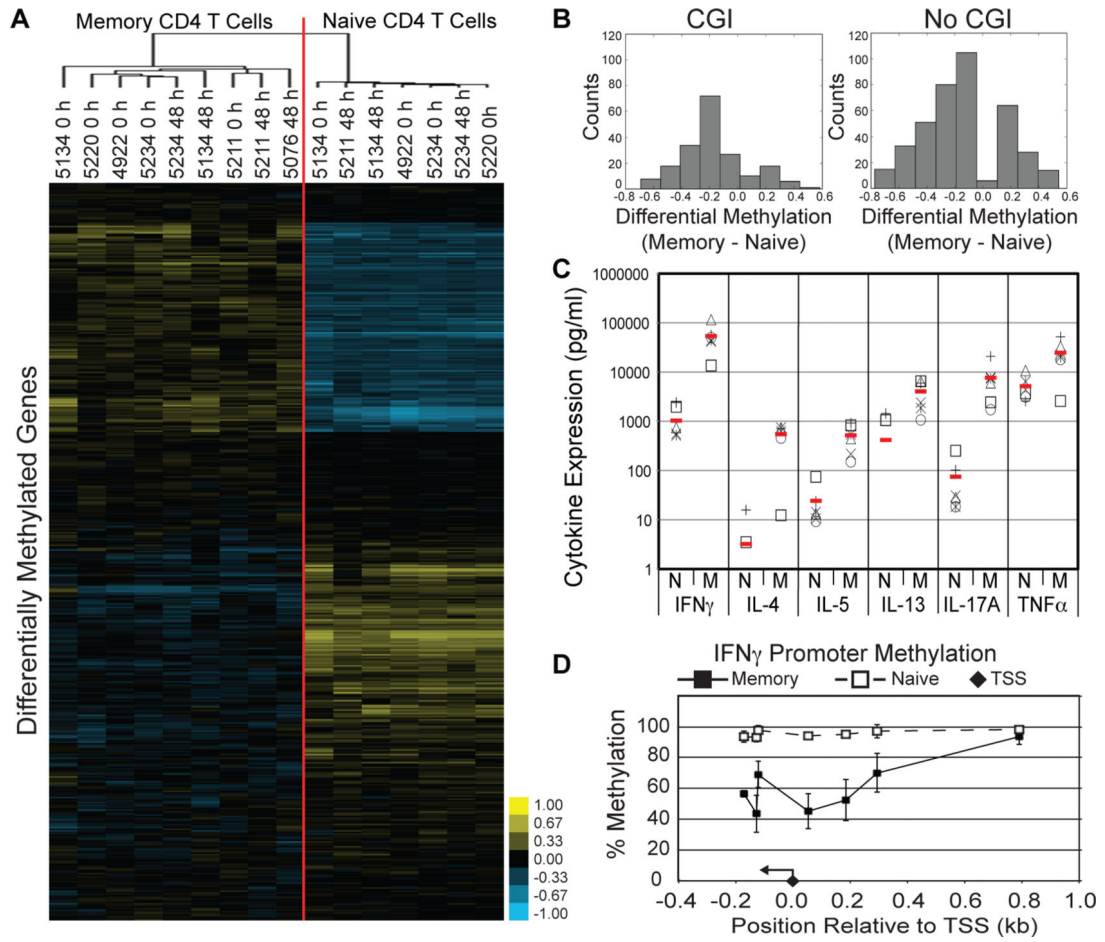 A
Memory CD4 T Cells
Naive CD4 T Cells
5134 0 h
5220 0 h
4922 0 h
5234 0 h
5234 48 h
5134 48 h
5211 0 h
5211 48 h
5076 48 h
5134 0 h
5211 48 h
5134 48 h
4922 0 h
5234 0 h
5234 48 h
5220 0h
Differentially Methylated Genes
1.00
0.67
0.33
0.00
-0.33
-0.67
-1.00
B
CGI
120
100
80
60
40
20
0
Counts
-0.8 -0.6 -0.4 -0.2 0.0 0.2 0.4 0.6
Differential Methylation
(Memory - Naive)
No CGI
120
100
80
60
40
20
0
Counts
-0.8 -0.6 -0.4 -0.2 0.0 0.2 0.4 0.6
Differential Methylation
(Memory - Naive)
C
Cytokine Expression (pg/ml)
1000000
100000
10000
1000
100
10
1
N M N M N M N M N M N M
IFNγ IL-4 IL-5 IL-13 IL-17A TNFα
D
IFNγ Promoter Methylation
Memory Naive TSS
% Methylation
100
80
60
40
20
0
-0.4 -0.2 0.0 0.2 0.4 0.6 0.8 1.0
Position Relative to TSS (kb)